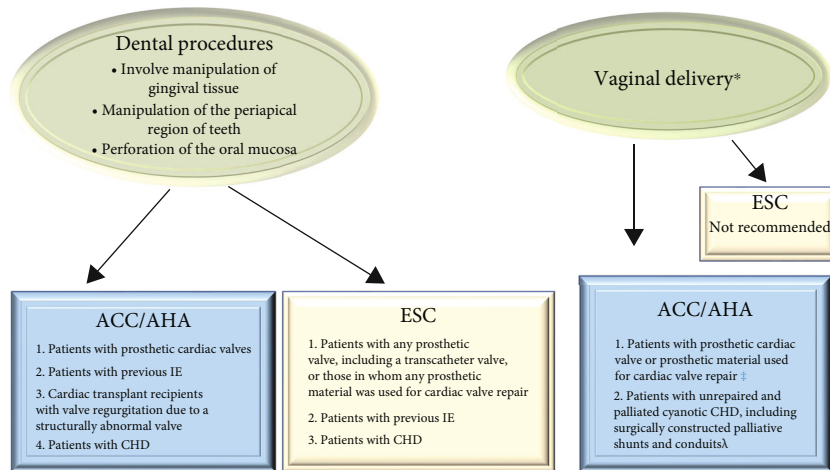 Dental procedures
• Involve manipulation of
gingival tissue
• Manipulation of the periapical
region of teeth
• Perforation of the oral mucosa
Vaginal delivery*
ESC
Not recommended
ACC/AHA
1. Patients with prosthetic cardiac valves
2. Patients with previous IE
3. Cardiac transplant recipients
with valve regurgitation due to a
structurally abnormal valve
4. Patients with CHD
ESC
1. Patients with any prosthetic
valve, including a transcatheter valve,
or those in whom any prosthetic
material was used for cardiac valve repair
2. Patients with previous IE
3. Patients with CHD
ACC/AHA
1. Patients with prosthetic cardiac
valve or prosthetic material used
for cardiac valve repair ‡
2. Patients with unrepaired and
palliated cyanotic CHD, including
surgically constructed palliative
shunts and conduitsλ